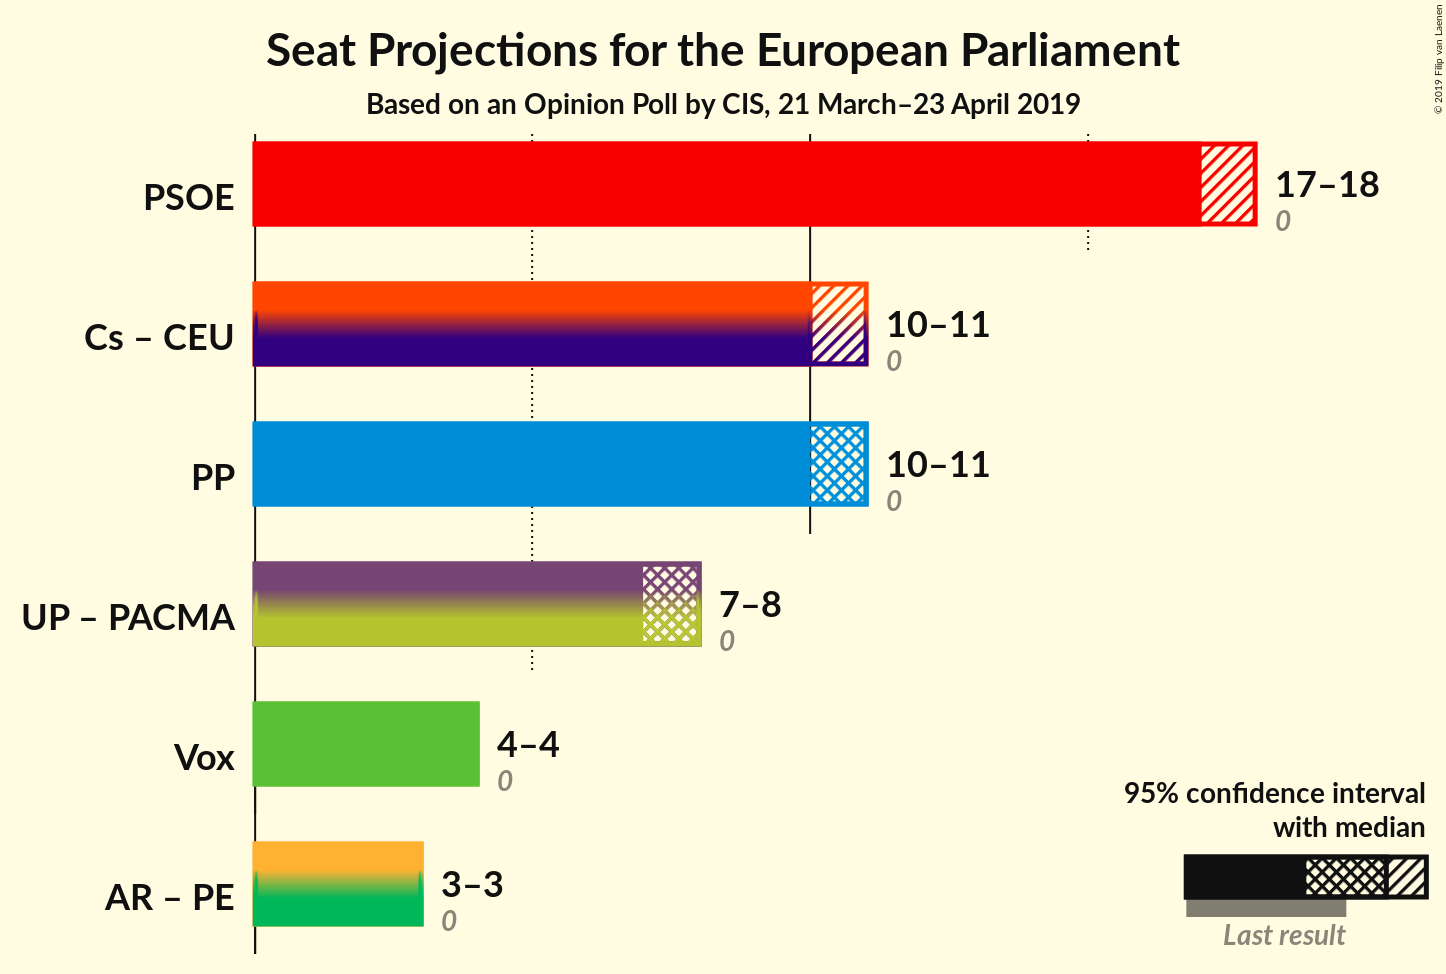 Seat Projections for the European Parliament
Based on an Opinion Poll by CIS, 21 March–23 April 2019
© 2019 Filip van Laenen
PSOE
17–18
0
Cs – CEU
10–11
0
PP
10–11
0
UP – PACMA
7–8
0
Vox
4–4
0
AR – PE
3–3
0
95% confidence interval
with median
Last result